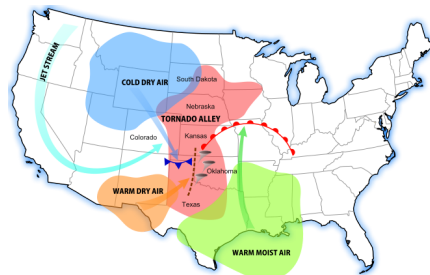 JET STREAM
COLD DRY AIR
South Dakota
Nebraska
TORNADO ALLEY
Colorado
Kansas
Oklahoma
WARM DRY AIR
Texas
WARM MOIST AIR